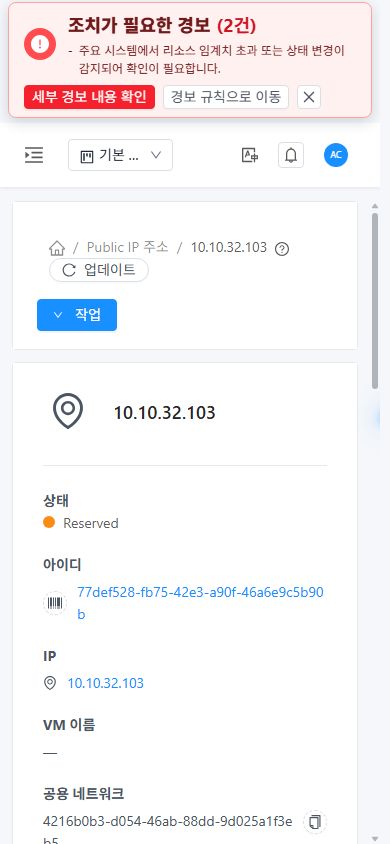 조치가 필요한 경보 (2건)
- 주요 시스템에서 리소스 임계치 초과 또는 상태 변경이
감지되어 확인이 필요합니다.
세부 경보 내용 확인 경보 규칙으로 이동
기본 ...
AC
/ Public IP 주소 / 10.10.32.103
업데이트
작업
10.10.32.103
상태
Reserved
아이디
77def528-fb75-42e3-a90f-46a6e9c5b90
b
IP
10.10.32.103
VM 이름
—
공용 네트워크
4216b0b3-d054-46ab-88dd-9d025a1f3e
b5